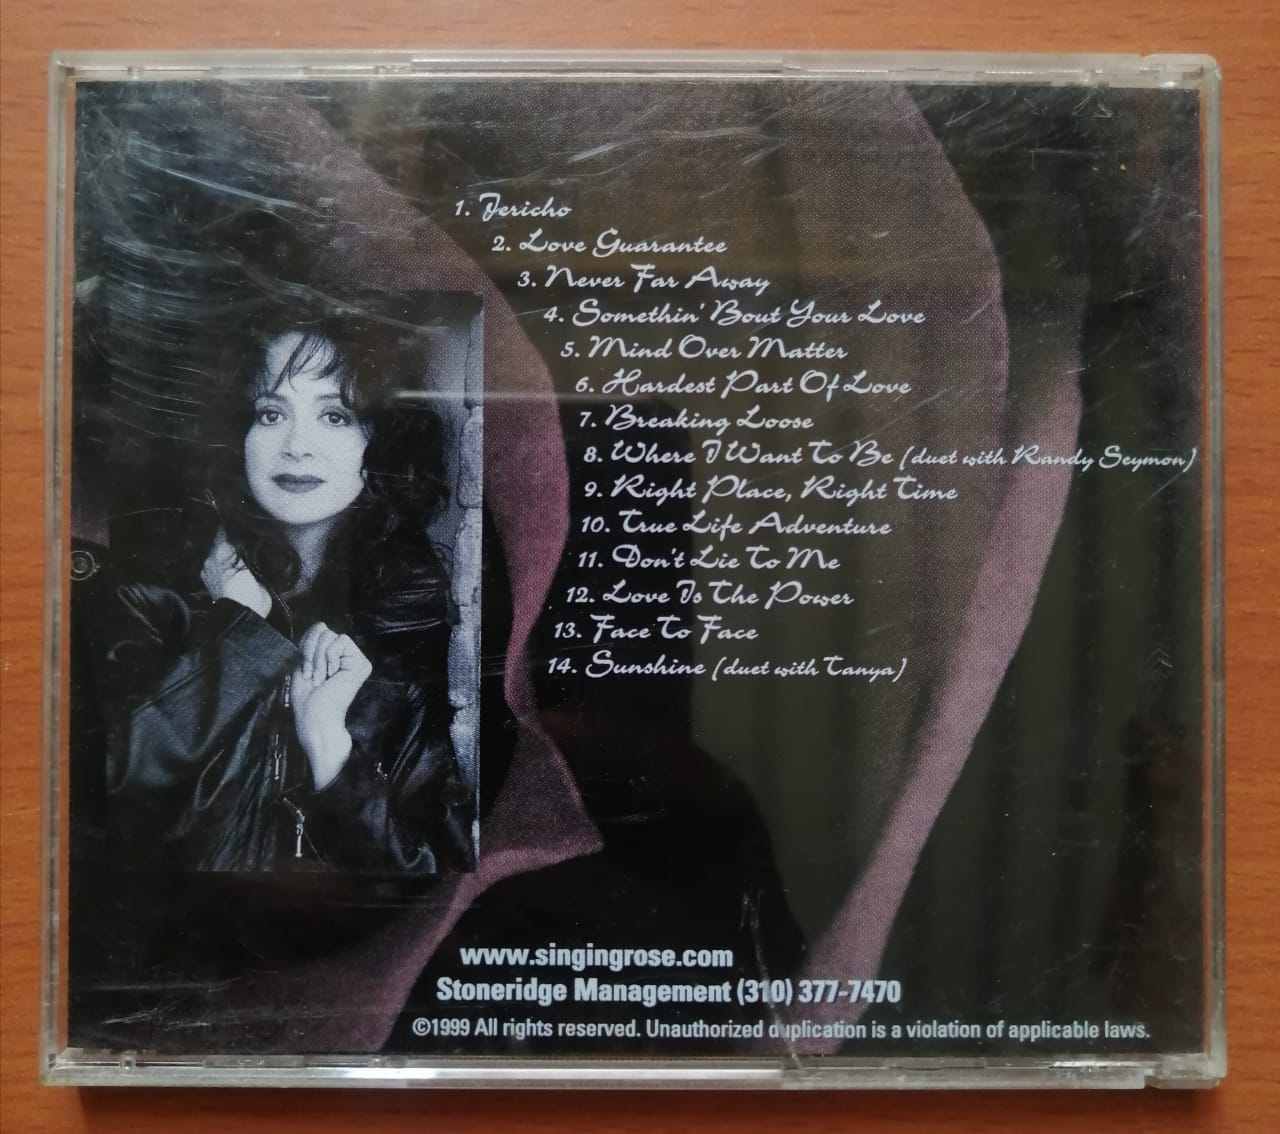 1. Jericho
2. Love Guarantee
3. Never Far Away
4. Somethin' Bout Your Love
5. Mind Over Matter
6. Hardest Part Of Love
7. Breaking Loose
8. Where I Want To Be (duet with Randy Seymon)
9. Right Place, Right Time
10. True Life Adventure
11. Don't Lie To Me
12. Love Is The Power
13. Face To Face
14. Sunshine (duet with Tanya)
www.singingrose.com
Stoneridge Management (310) 377-7470
©1999 All rights reserved. Unauthorized duplication is a violation of applicable laws.